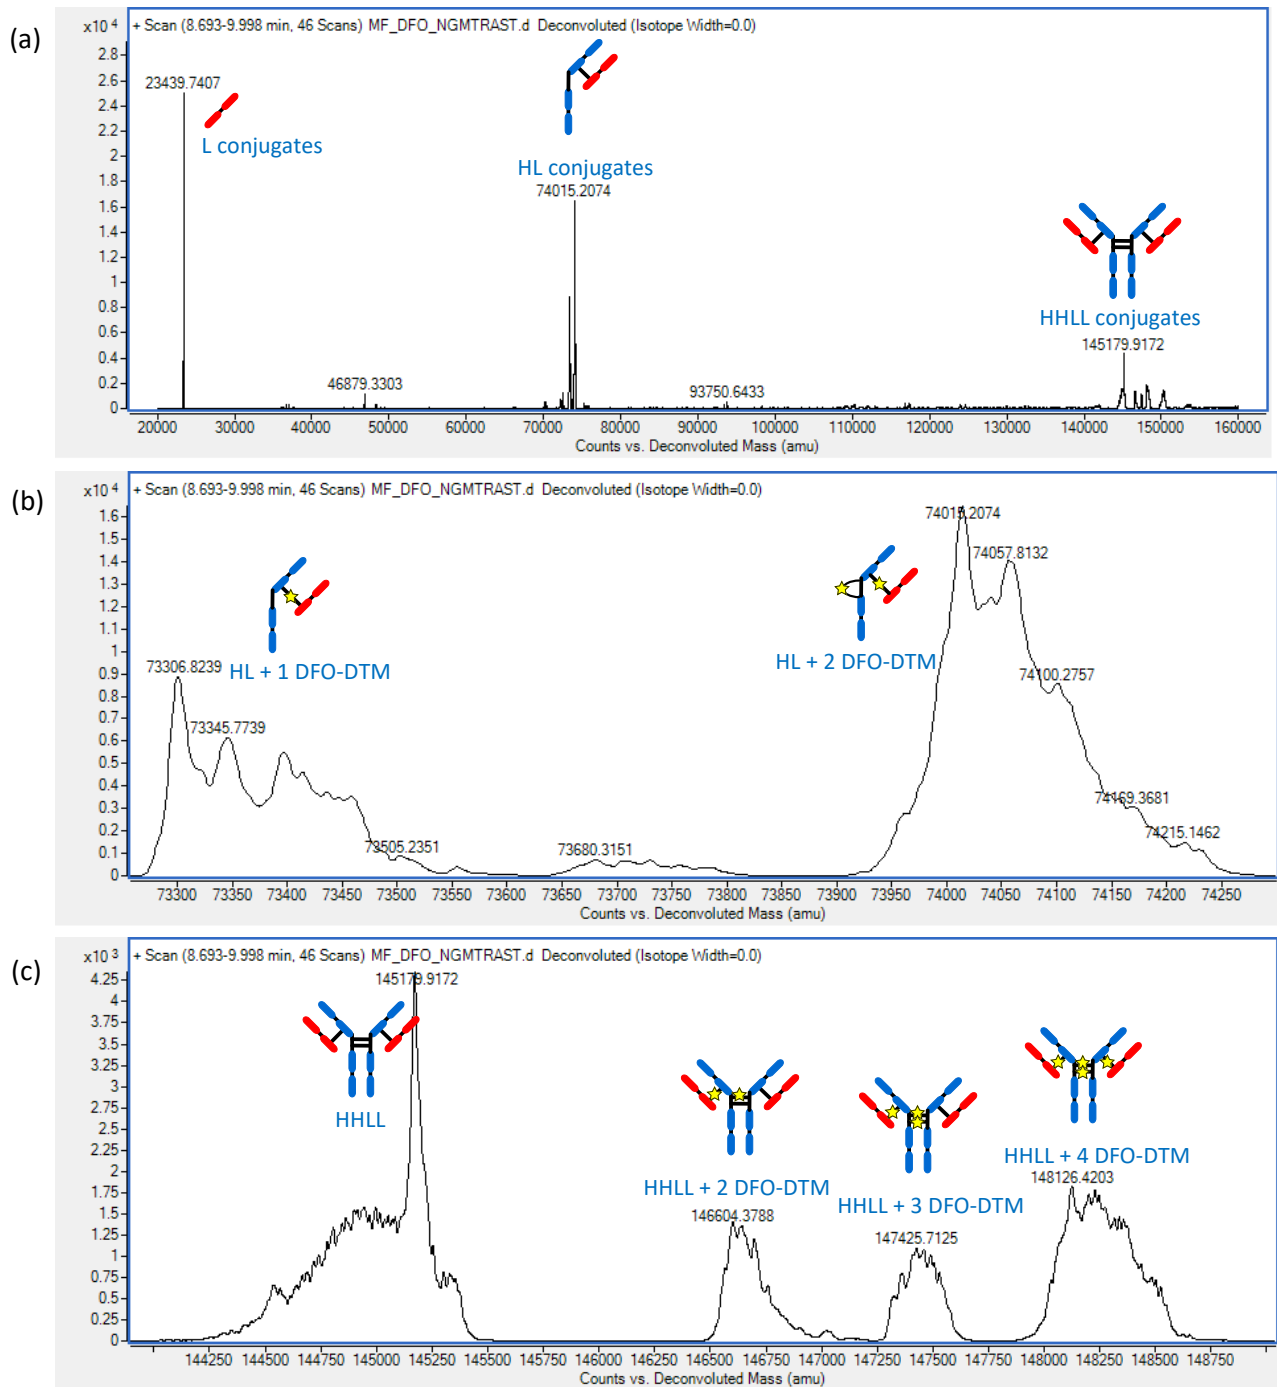 (a)
x10 4
+ Scan (8.693-9.998 min, 46 Scans) MF_DFO_NGMTRAST.d  Deconvoluted (Isotope Width=0.0)
2.8
2.6
2.4
2.2
2
1.8
1.6
1.4
1.2
1
0.8
0.6
0.4
0.2
0
23439.7407
L conjugates
HL conjugates
74015.2074
HHLL conjugates
145179.9172
46879.3303
93750.6433
20000 30000 40000 50000 60000 70000 80000 90000 100000 110000 120000 130000 140000 150000 160000
Counts vs. Deconvoluted Mass (amu)
(b)
x10 4
+ Scan (8.693-9.998 min, 46 Scans) MF_DFO_NGMTRAST.d  Deconvoluted (Isotope Width=0.0)
1.6
1.5
1.4
1.3
1.2
1.1
1
0.9
0.8
0.7
0.6
0.5
0.4
0.3
0.2
0.1
0
74015.2074
74057.8132
HL + 1 DFO-DTM
HL + 2 DFO-DTM
73306.8239
74100.2757
73345.7739
74169.3681
74215.1462
73505.2351
73680.3151
73300 73350 73400 73450 73500 73550 73600 73650 73700 73750 73800 73850 73900 73950 74000 74050 74100 74150 74200 74250
Counts vs. Deconvoluted Mass (amu)
(c)
x10 3
+ Scan (8.693-9.998 min, 46 Scans) MF_DFO_NGMTRAST.d  Deconvoluted (Isotope Width=0.0)
4.25
4
3.75
3.5
3.25
3
2.75
2.5
2.25
2
1.75
1.5
1.25
1
0.75
0.5
0.25
0
145179.9172
HHLL
HHLL + 2 DFO-DTM
146604.3788
HHLL + 3 DFO-DTM
147425.7125
HHLL + 4 DFO-DTM
148126.4203
144250 144500 144750 145000 145250 145500 145750 146000 146250 146500 146750 147000 147250 147500 147750 148000 148250 148500 148750
Counts vs. Deconvoluted Mass (amu)